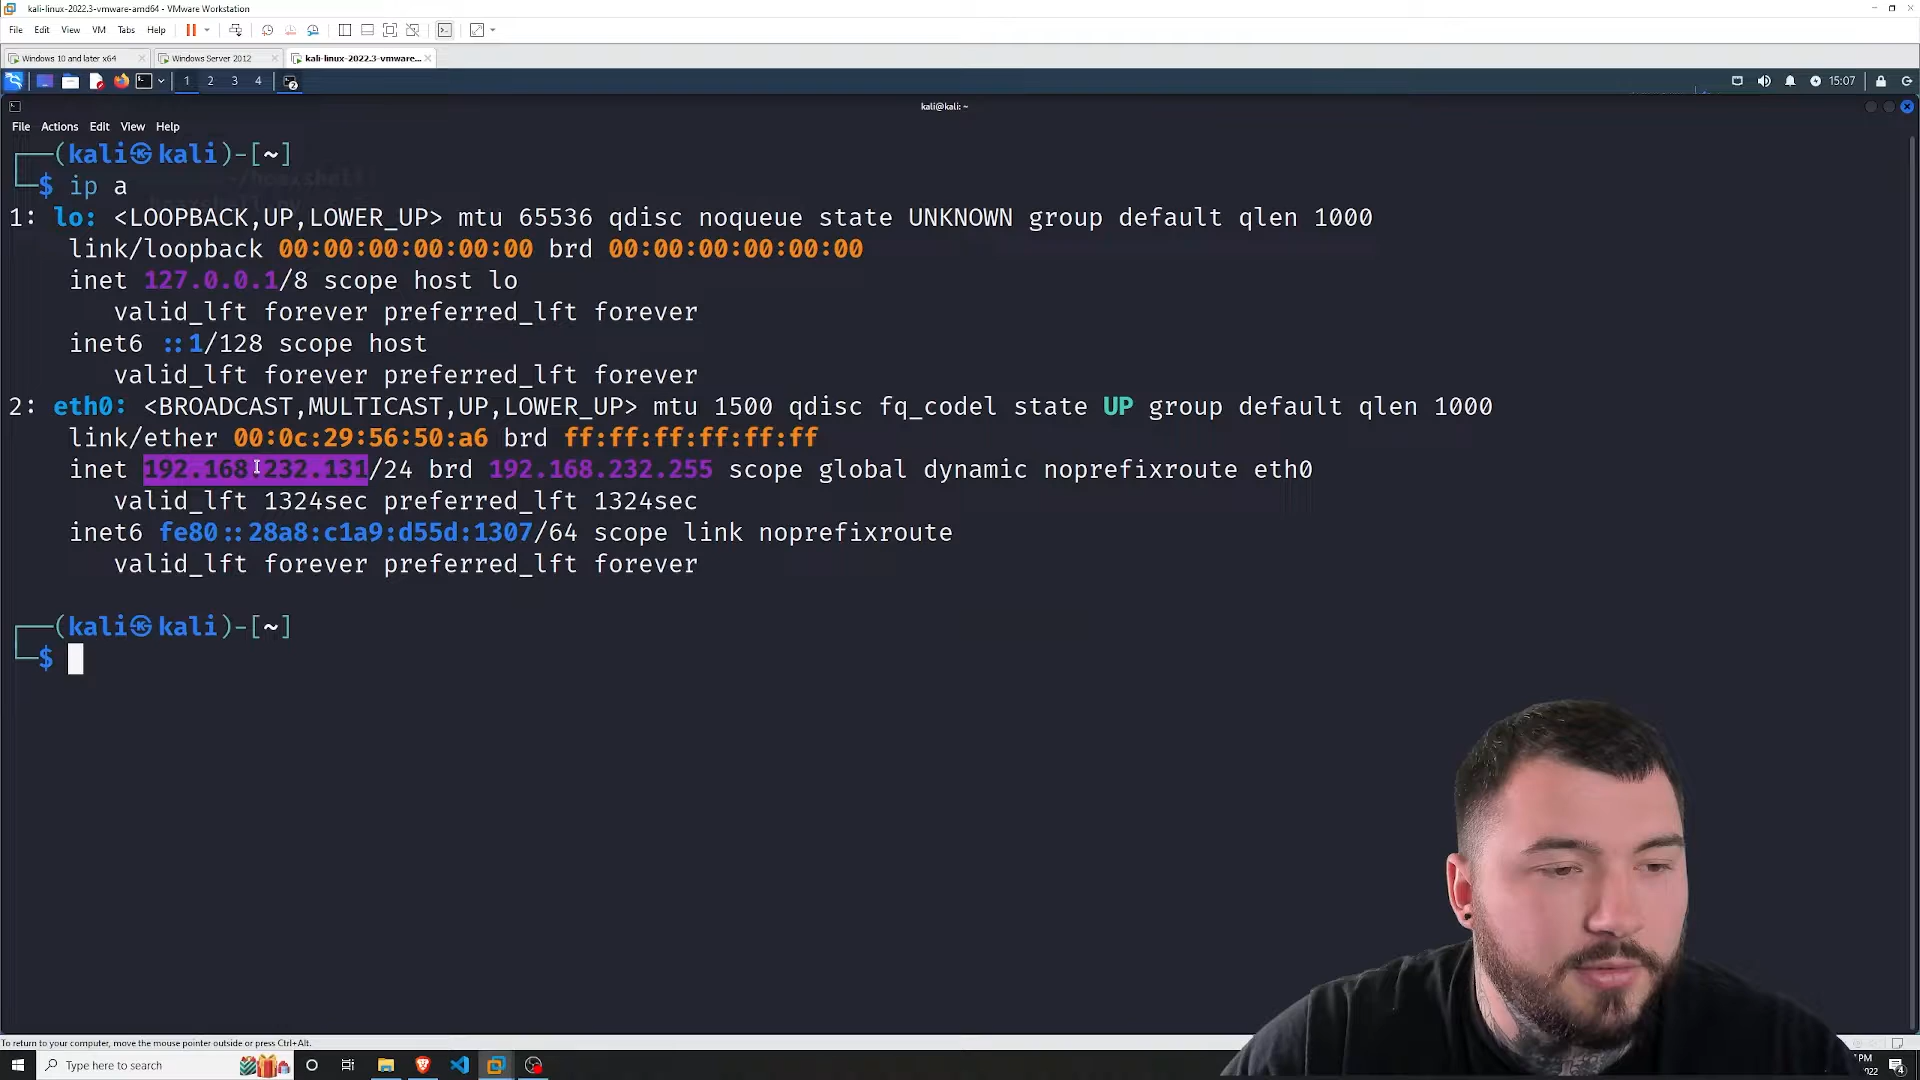 kali-linux-2022.3-vmware-amd64 - VMware Workstation
File Edit View VM Tabs Help
Windows 10 and later x64 Windows Server 2012 kali-linux-2022.3-vmware...
1 2 3 4 15:07
kali@kali: ~
File Actions Edit View Help
(kali㉿kali)-[~]
$ ip a
1: lo: <LOOPBACK,UP,LOWER_UP> mtu 65536 qdisc noqueue state UNKNOWN group default qlen 1000
link/loopback 00:00:00:00:00:00 brd 00:00:00:00:00:00
inet 127.0.0.1/8 scope host lo
valid_lft forever preferred_lft forever
inet6 ::1/128 scope host
valid_lft forever preferred_lft forever
2: eth0: <BROADCAST,MULTICAST,UP,LOWER_UP> mtu 1500 qdisc fq_codel state UP group default qlen 1000
link/ether 00:0c:29:56:50:a6 brd ff:ff:ff:ff:ff:ff
inet 192.168.232.131/24 brd 192.168.232.255 scope global dynamic noprefixroute eth0
valid_lft 1324sec preferred_lft 1324sec
inet6 fe80::28a8:c1a9:d55d:1307/64 scope link noprefixroute
valid_lft forever preferred_lft forever
(kali㉿kali)-[~]
$
To return to your computer, move the mouse pointer outside or press Ctrl+Alt.
Type here to search
PM